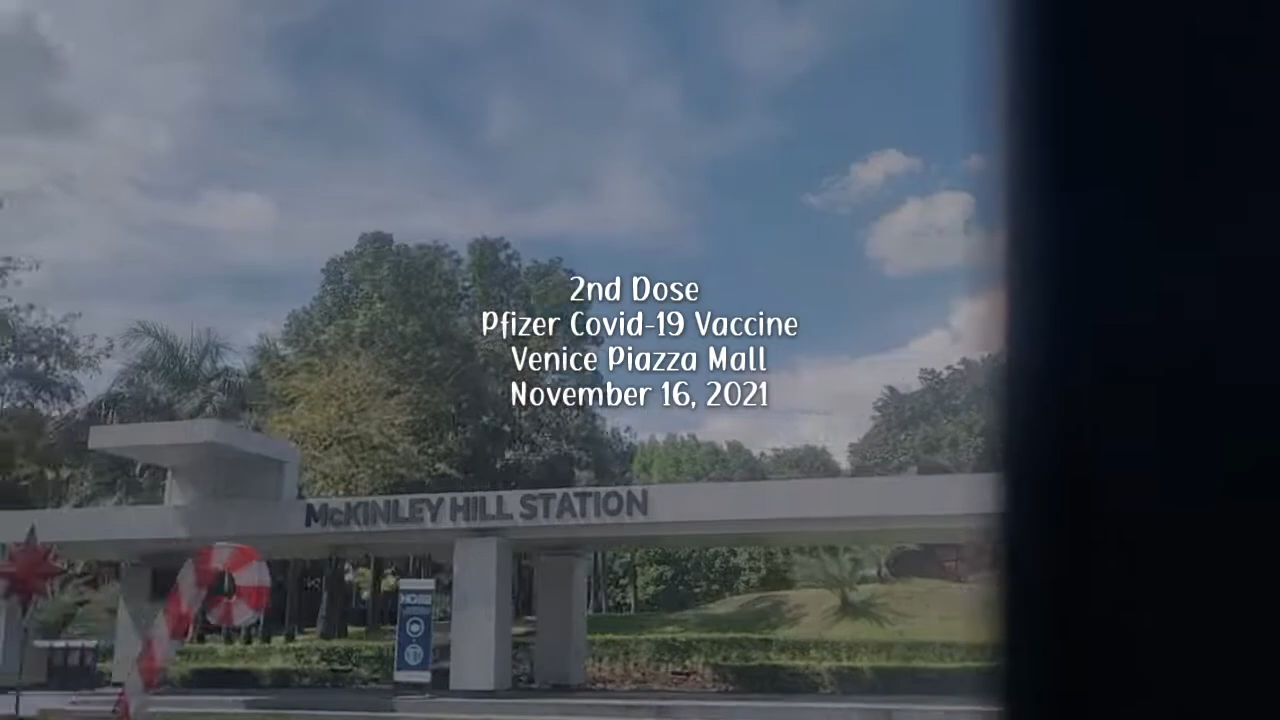 2nd Dose
Pfizer Covid-19 Vaccine
Venice Piazza Mall
November 16, 2021
McKINLEY HILL STATION